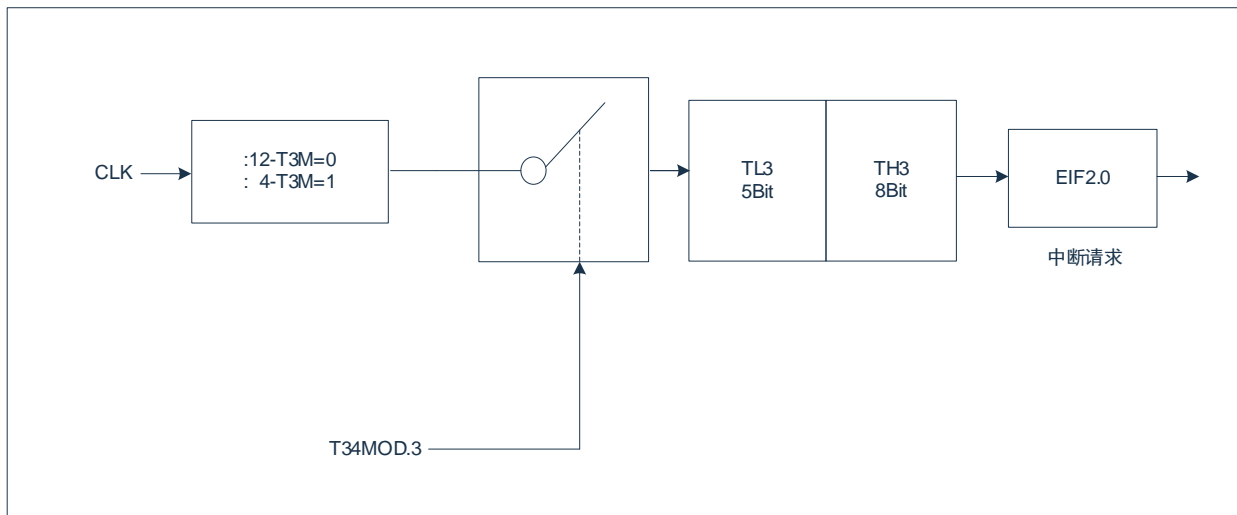 CLK
:12-T3M=0
: 4-T3M=1
TL3
5Bit
TH3
8Bit
EIF2.0
中断请求
T34MOD.3